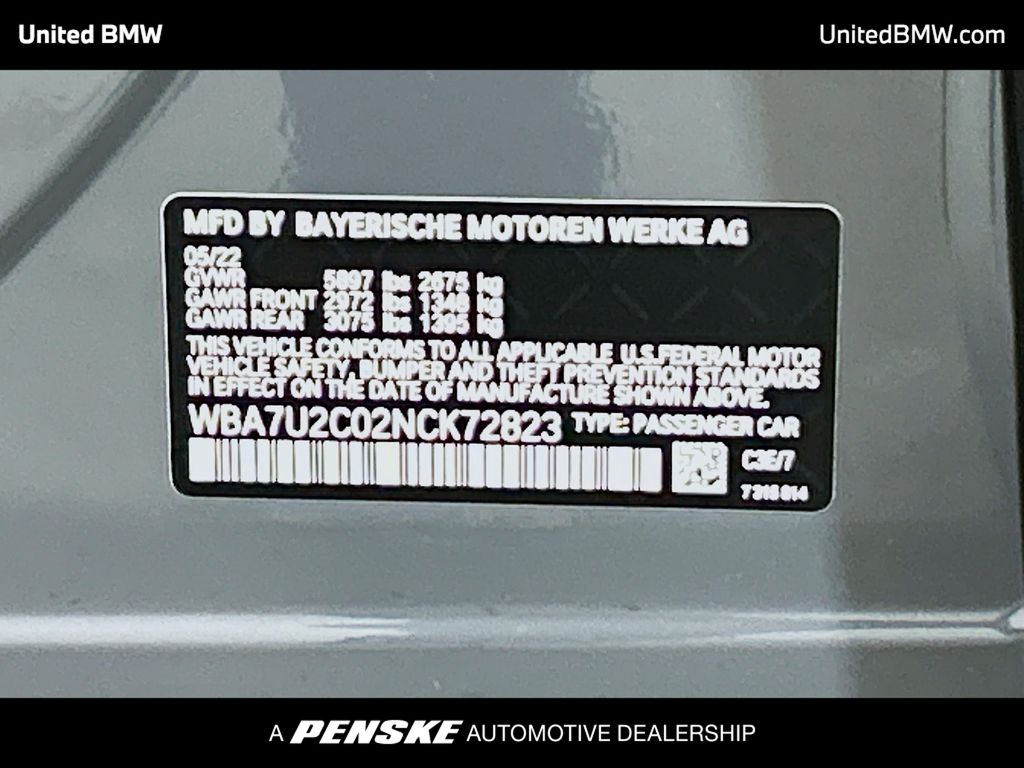 United BMW
UnitedBMW.com
MFD BY BAYERISCHE MOTOREN WERKE AG
05/22
GVWR 5897 lbs 2675 kg
GAWR FRONT 2972 lbs 1348 kg
GAWR REAR 3075 lbs 1395 kg
THIS VEHICLE CONFORMS TO ALL APPLICABLE U.S.FEDERAL MOTOR
VEHICLE SAFETY, BUMPER AND THEFT PREVENTION STANDARDS
IN EFFECT ON THE DATE OF MANUFACTURE SHOWN ABOVE.
WBA7U2C02NCK72823 TYPE: PASSENGER CAR
C3E/7
A PENSKE AUTOMOTIVE DEALERSHIP